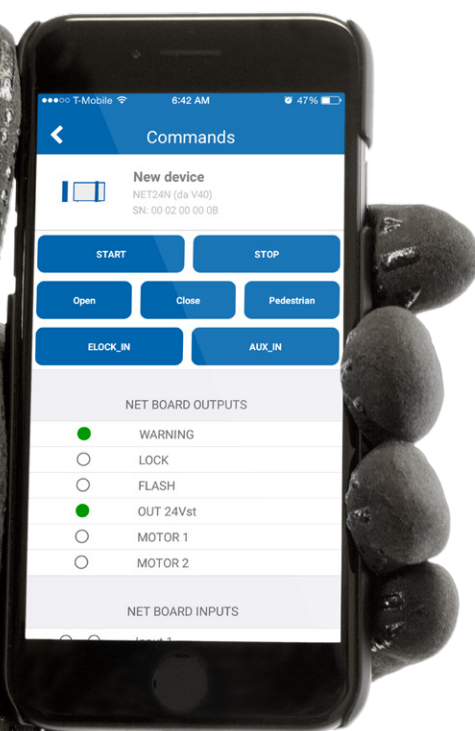 T-Mobile 6:42 AM 47%
Commands
New device
NET24N (da V40)
SN: 00 02 00 00 0B
START STOP
Open Close Pedestrian
ELOCK_IN AUX_IN
NET BOARD OUTPUTS
WARNING
LOCK
FLASH
OUT 24Vst
MOTOR 1
MOTOR 2
NET BOARD INPUTS
Input 1